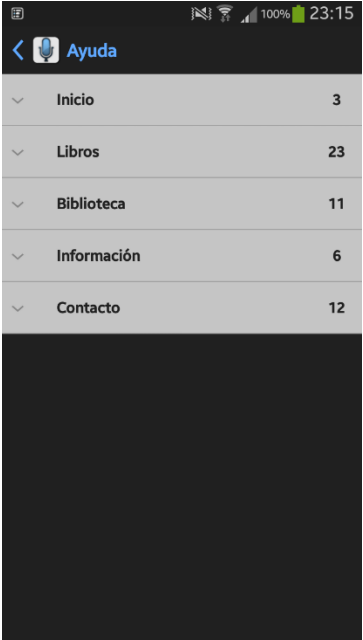 100% 23:15
Ayuda
Inicio 3
Libros 23
Biblioteca 11
Información 6
Contacto 12